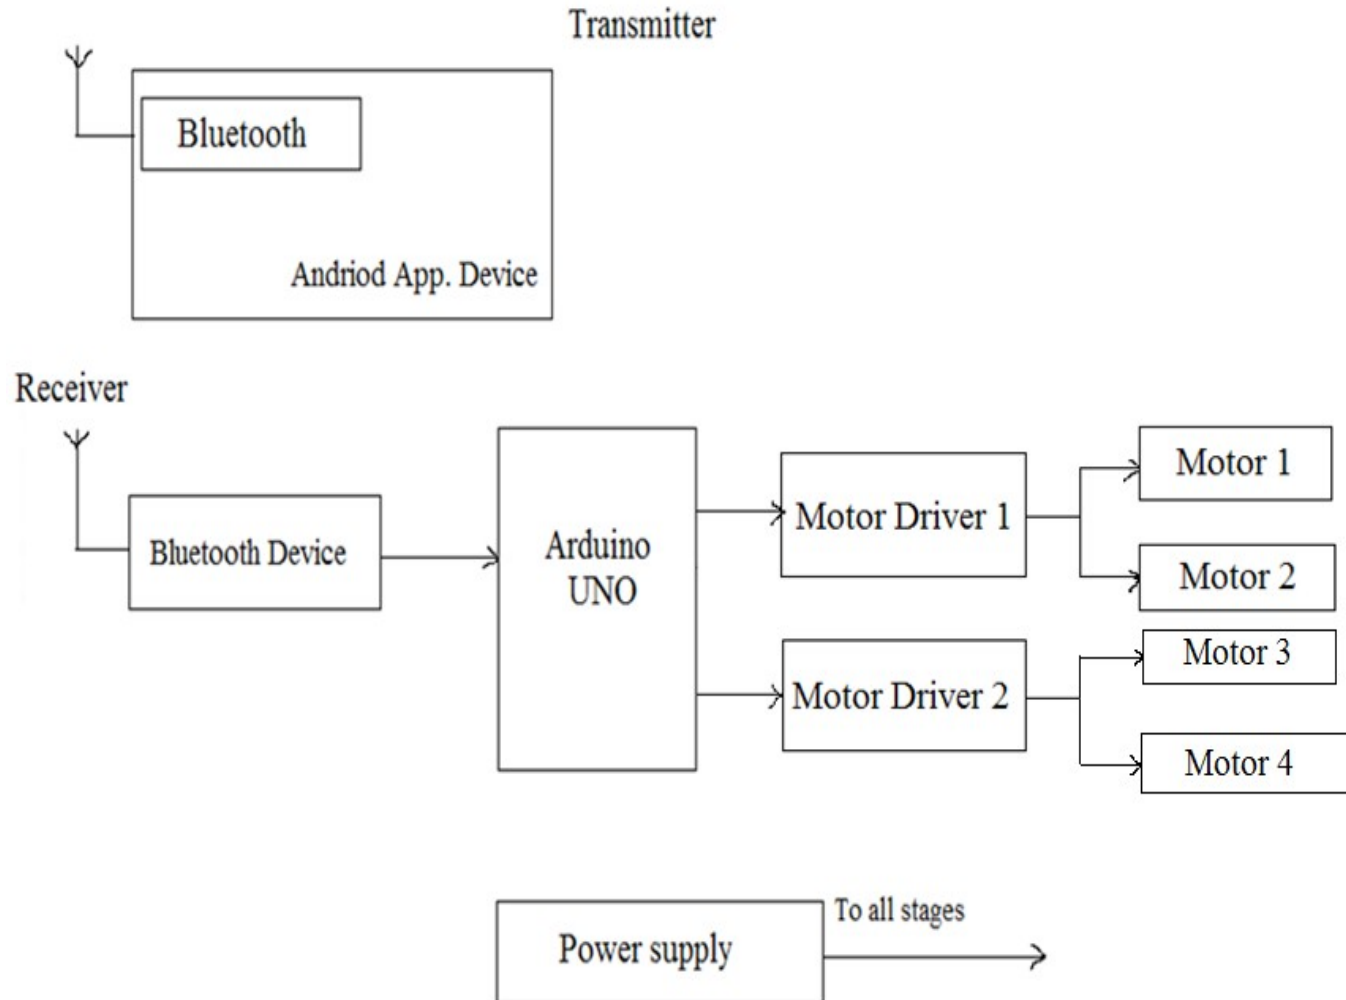 Transmitter
Bluetooth
Andriod App. Device
Receiver
Bluetooth Device
Arduino
UNO
Motor Driver 1
Motor 1
Motor 2
Motor Driver 2
Motor 3
Motor 4
Power supply
To all stages